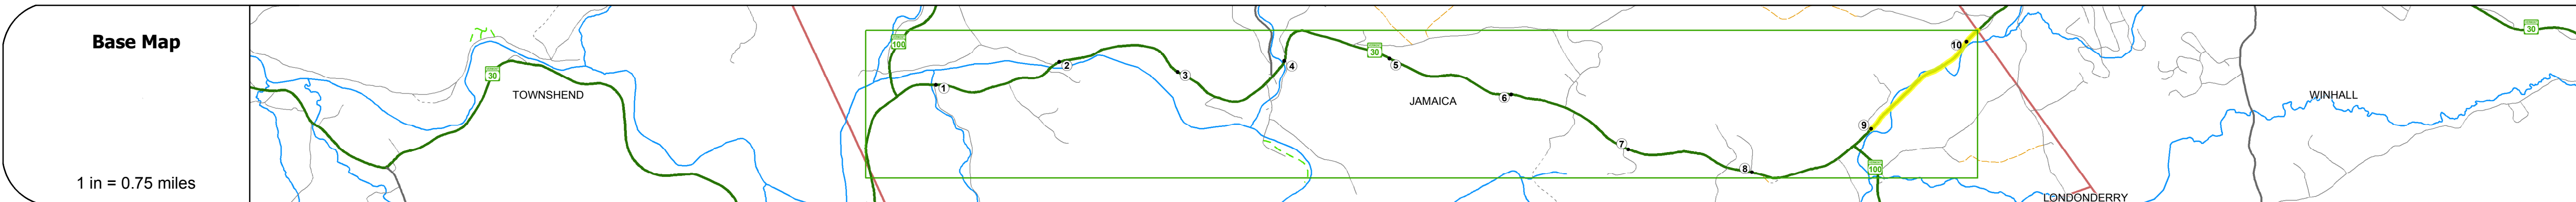 Base Map
1 in = 0.75 miles
30
TOWNSHEND
100
1
2
3
4
30
5
JAMAICA
6
7
8
9
10
100
LONDONDERRY
WINHALL
30